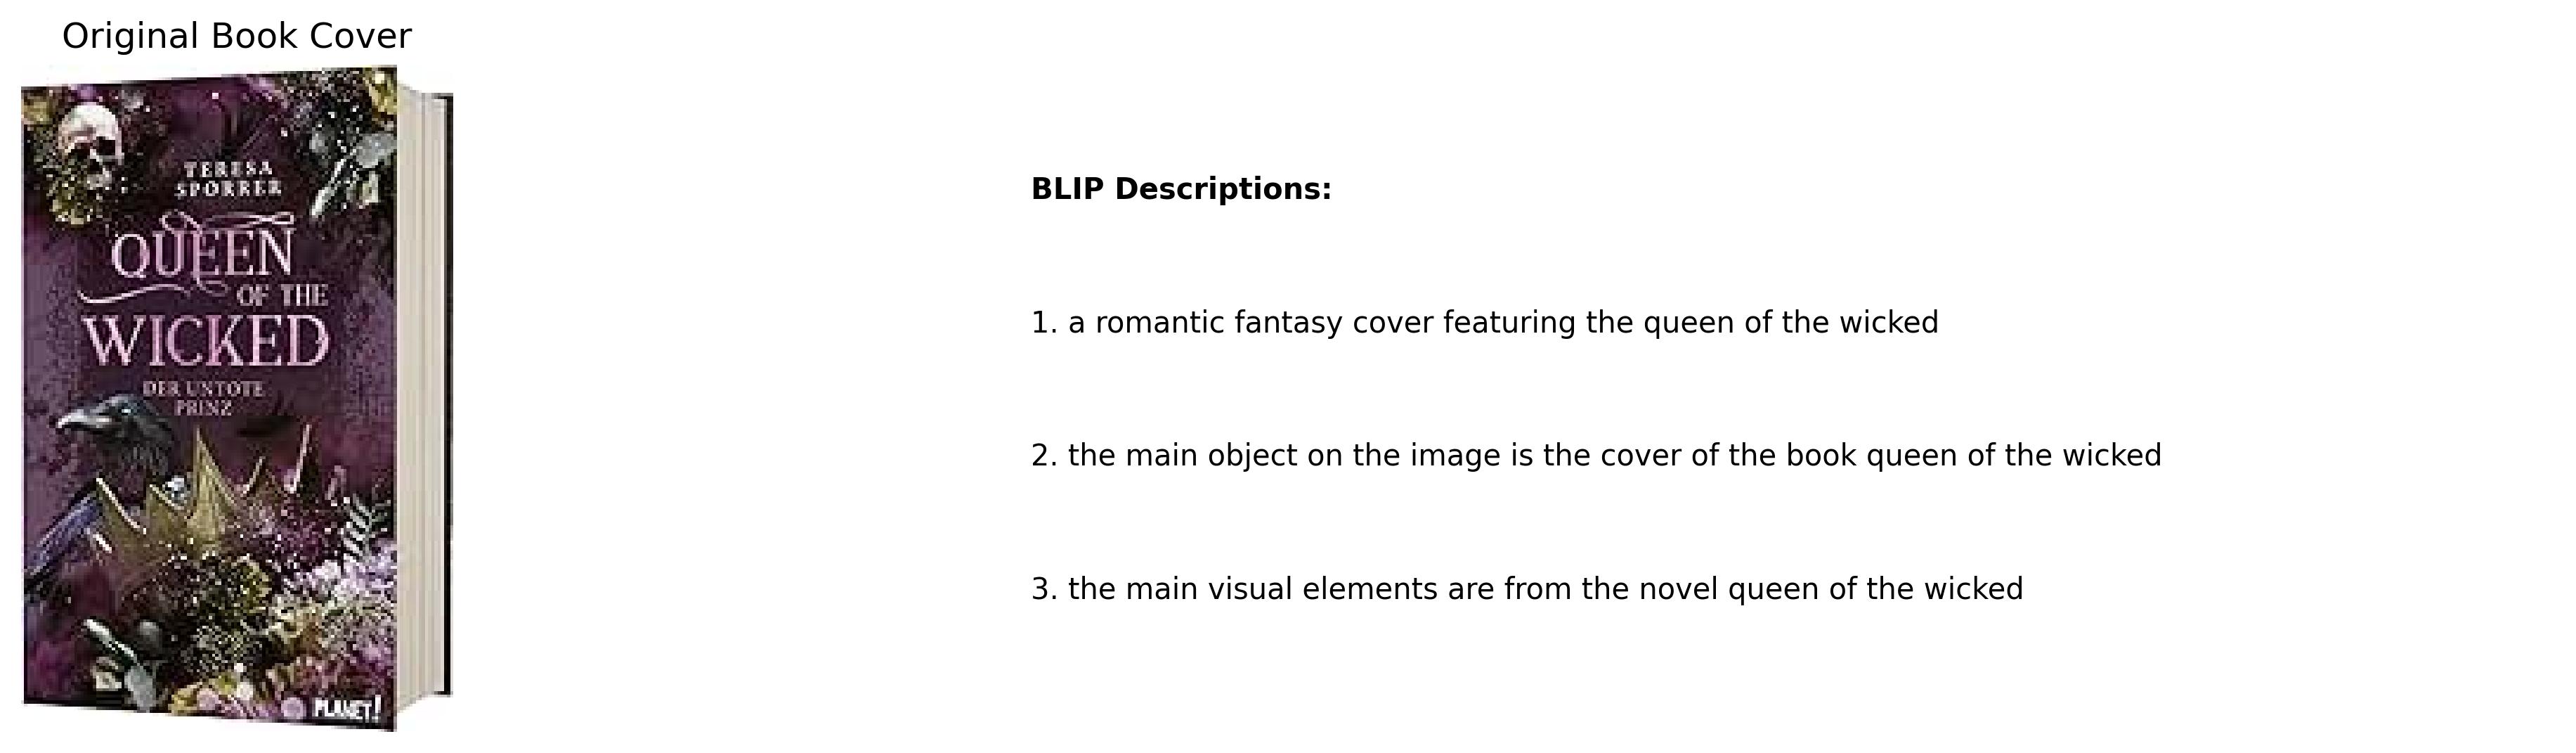 Original Book Cover
TERESA
SPORRER
QUEEN
OF THE
WICKED
DER UNTOTE
PRINZ
PLANET!
BLIP Descriptions:
1. a romantic fantasy cover featuring the queen of the wicked
2. the main object on the image is the cover of the book queen of the wicked
3. the main visual elements are from the novel queen of the wicked